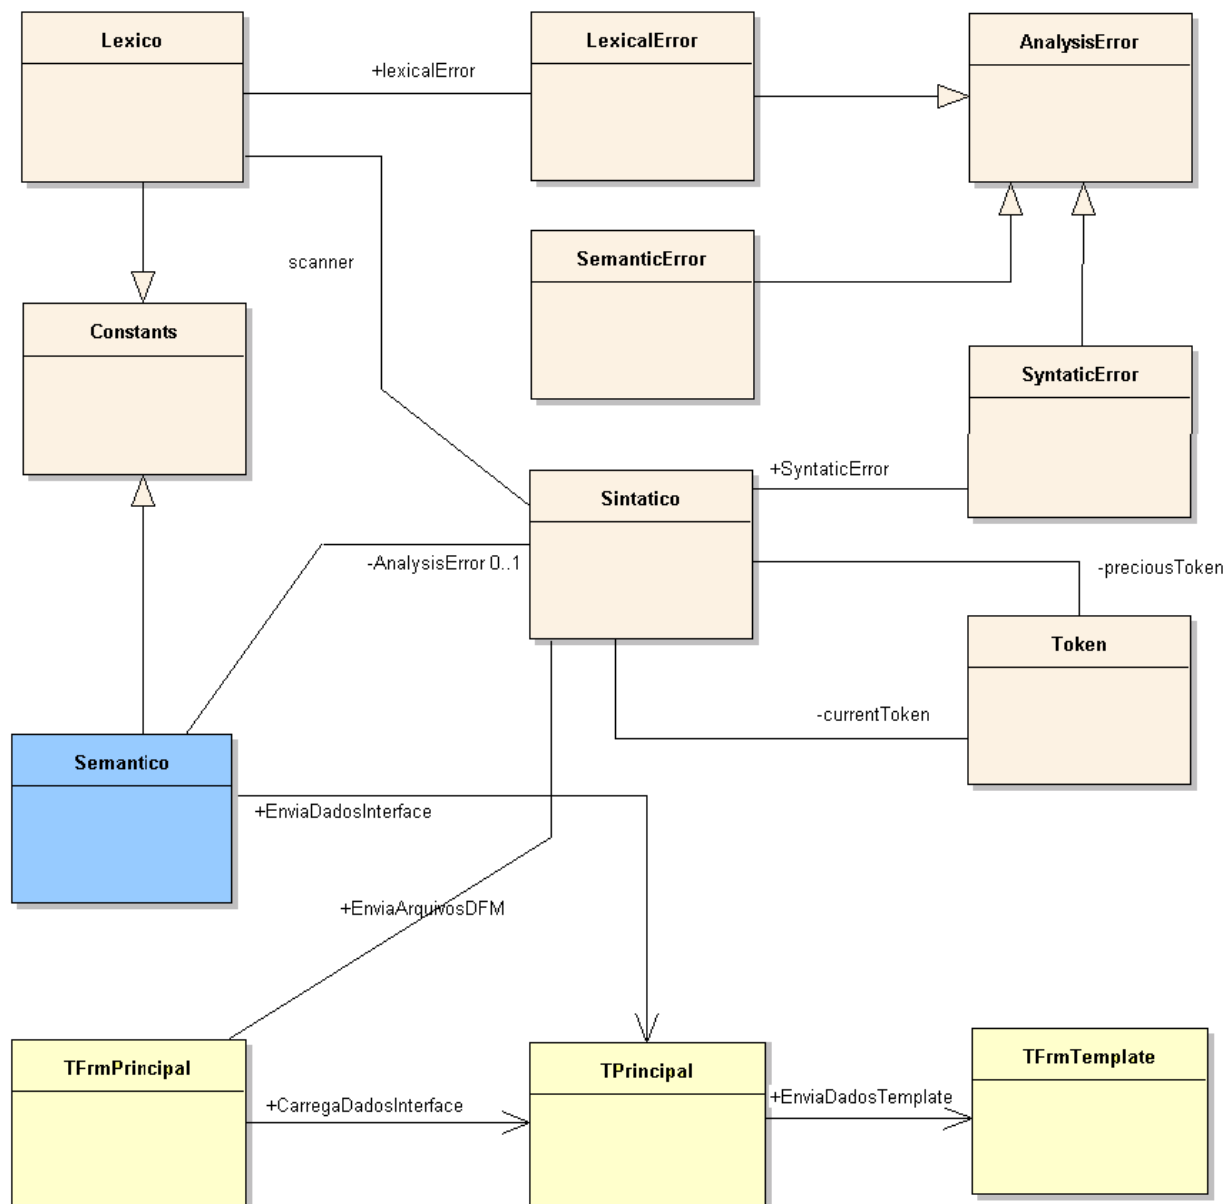 Lexico
LexicalError
AnalysisError
+lexicalError
scanner
SemanticError
Constants
SyntaticError
+SyntaticError
Sintatico
-AnalysisError 0..1
-preciousToken
Token
-currentToken
Semantico
+EnviaDadosInterface
+EnviaArquivosDFM
TFrmPrincipal
TPrincipal
TFrmTemplate
+CarregaDadosInterface
+EnviaDadosTemplate